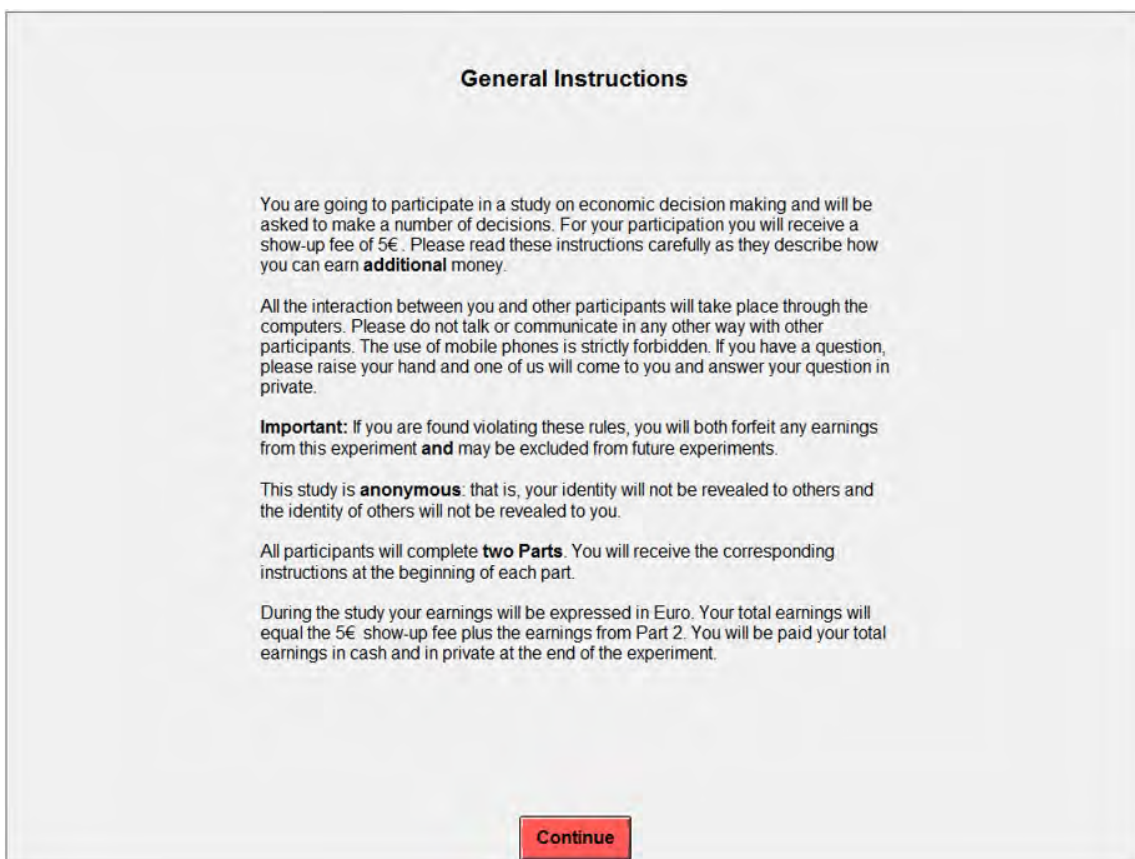 General Instructions
You are going to participate in a study on economic decision making and will be
asked to make a number of decisions. For your participation you will receive a
show-up fee of 5€ . Please read these instructions carefully as they describe how
you can earn additional money.
All the interaction between you and other participants will take place through the
computers. Please do not talk or communicate in any other way with other
participants. The use of mobile phones is strictly forbidden. If you have a question,
please raise your hand and one of us will come to you and answer your question in
private.
Important: If you are found violating these rules, you will both forfeit any earnings
from this experiment and may be excluded from future experiments.
This study is anonymous: that is, your identity will not be revealed to others and
the identity of others will not be revealed to you.
All participants will complete two Parts. You will receive the corresponding
instructions at the beginning of each part.
During the study your earnings will be expressed in Euro. Your total earnings will
equal the 5€ show-up fee plus the earnings from Part 2. You will be paid your total
earnings in cash and in private at the end of the experiment.
Continue